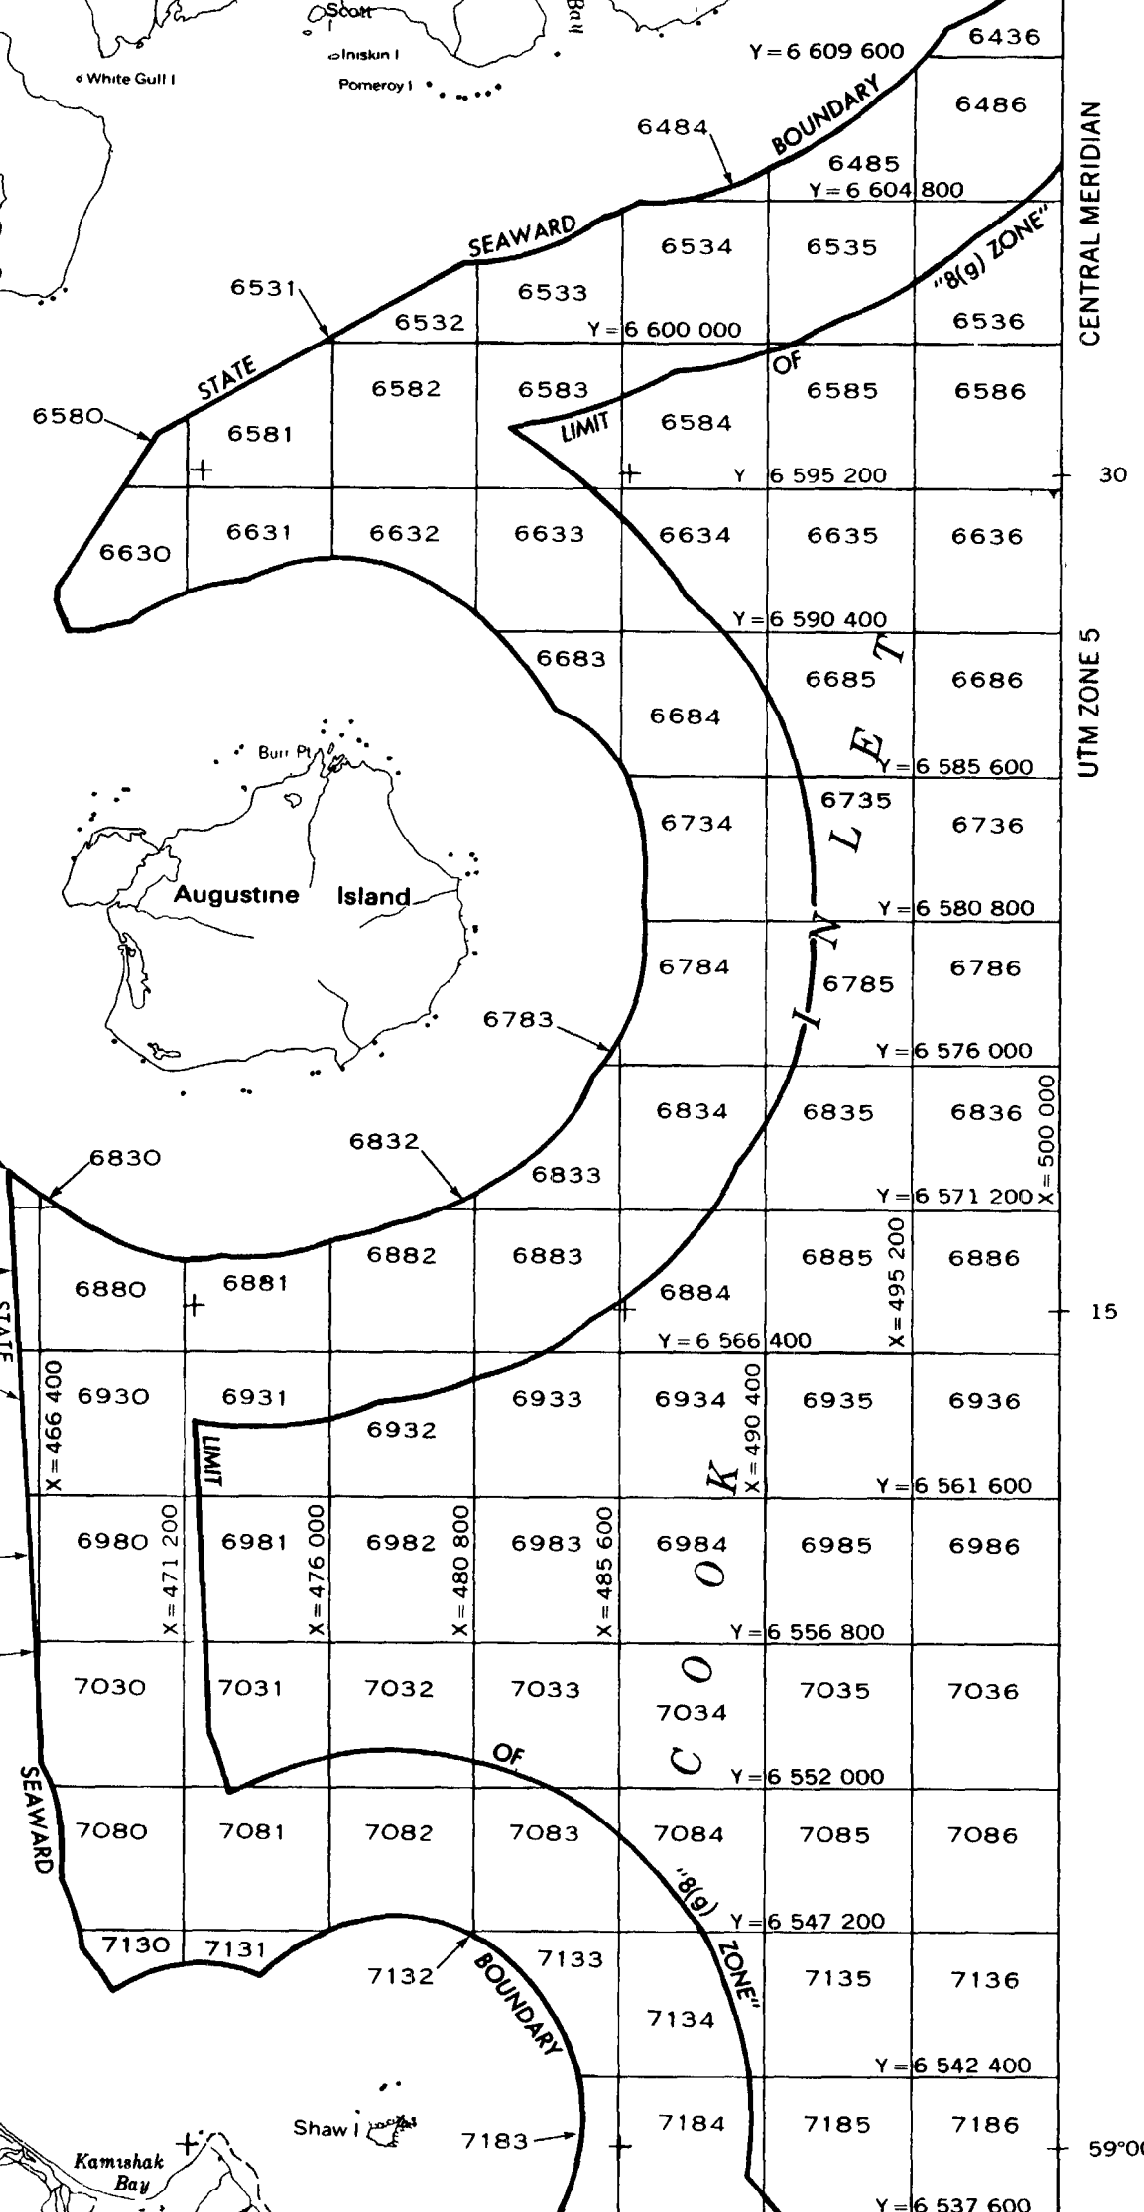 Scott
Bay
6436
Iniskin I
Y=6 609 600
White Gull I
Pomeroy I
6486
6484
BOUNDARY
6485
Y=6 604 800
CENTRAL MERIDIAN
SEAWARD
6534
6535
"8(g) ZONE"
6531
6533
6532
Y=6 600 000
6536
OF
STATE
6582
6583
6585
6586
6580
6581
LIMIT
6584
Y 6 595 200
30
6631
6632
6633
6634
6635
6636
6630
Y=6 590 400
UTM ZONE 5
6683
6685
6686
6684
Burr Pt
Y=6 585 600
6735
6734
6736
Augustine Island
Y=6 580 800
6784
6786
6785
6783
Y=6 576 000
6834
6835
6836
X=500 000
6832
6830
6833
Y=6 571 200
6882
6883
6885
X=495 200
6886
6880
6881
6884
STATE
15
Y=6 566 400
6930
6931
6933
6934
6935
6936
X=466 400
6932
X=490 400
LIMIT
Y=6 561 600
6980
X=471 200
6981
X=476 000
6982
X=480 800
6983
X=485 600
6984
6985
6986
Y=6 556 800
7030
7031
7032
7033
7035
7036
7034
OF
COOK INLET
Y=6 552 000
SEAWARD
7080
7081
7082
7083
7084
7085
7086
"8(g) ZONE"
Y=6 547 200
7130
7131
7133
7132
BOUNDARY
7135
7136
7134
Y=6 542 400
Shaw I
7183
7184
7185
7186
Kamishak
Bay
59°00
Y=6 537 600